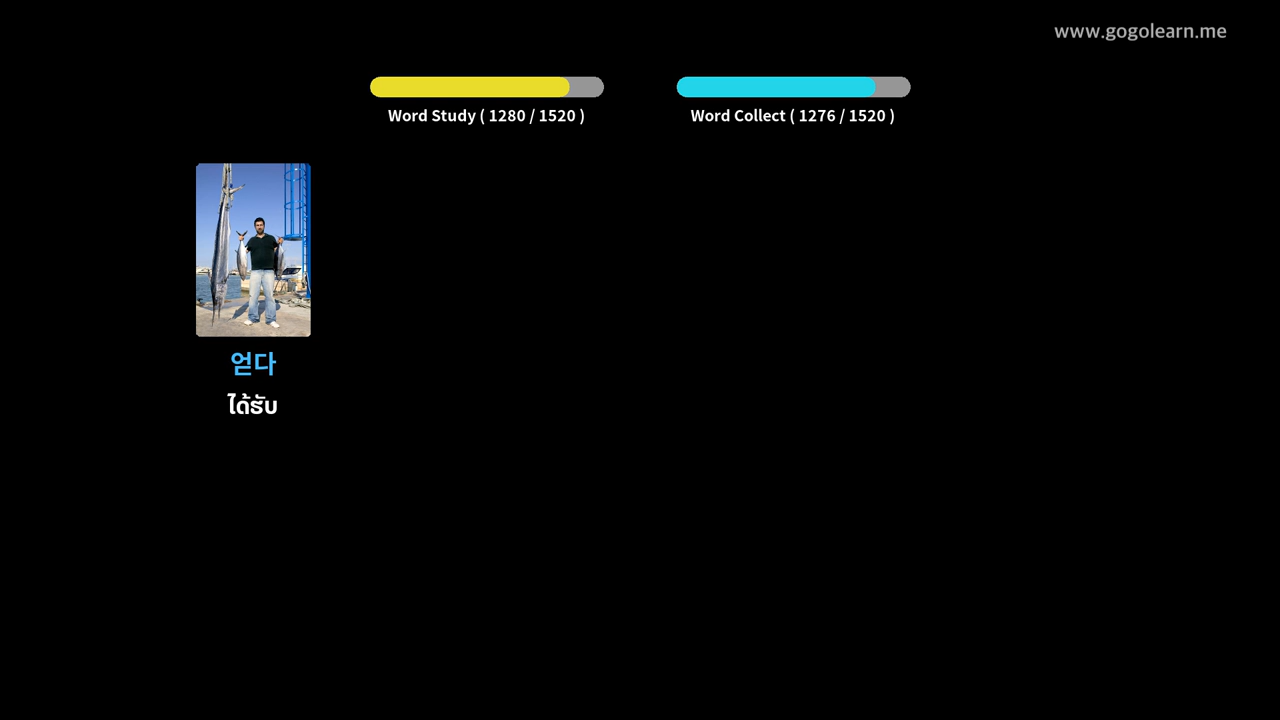 www.gogolearn.me
Word Study ( 1280 / 1520 )
Word Collect ( 1276 / 1520 )
얻다
ได้รับ